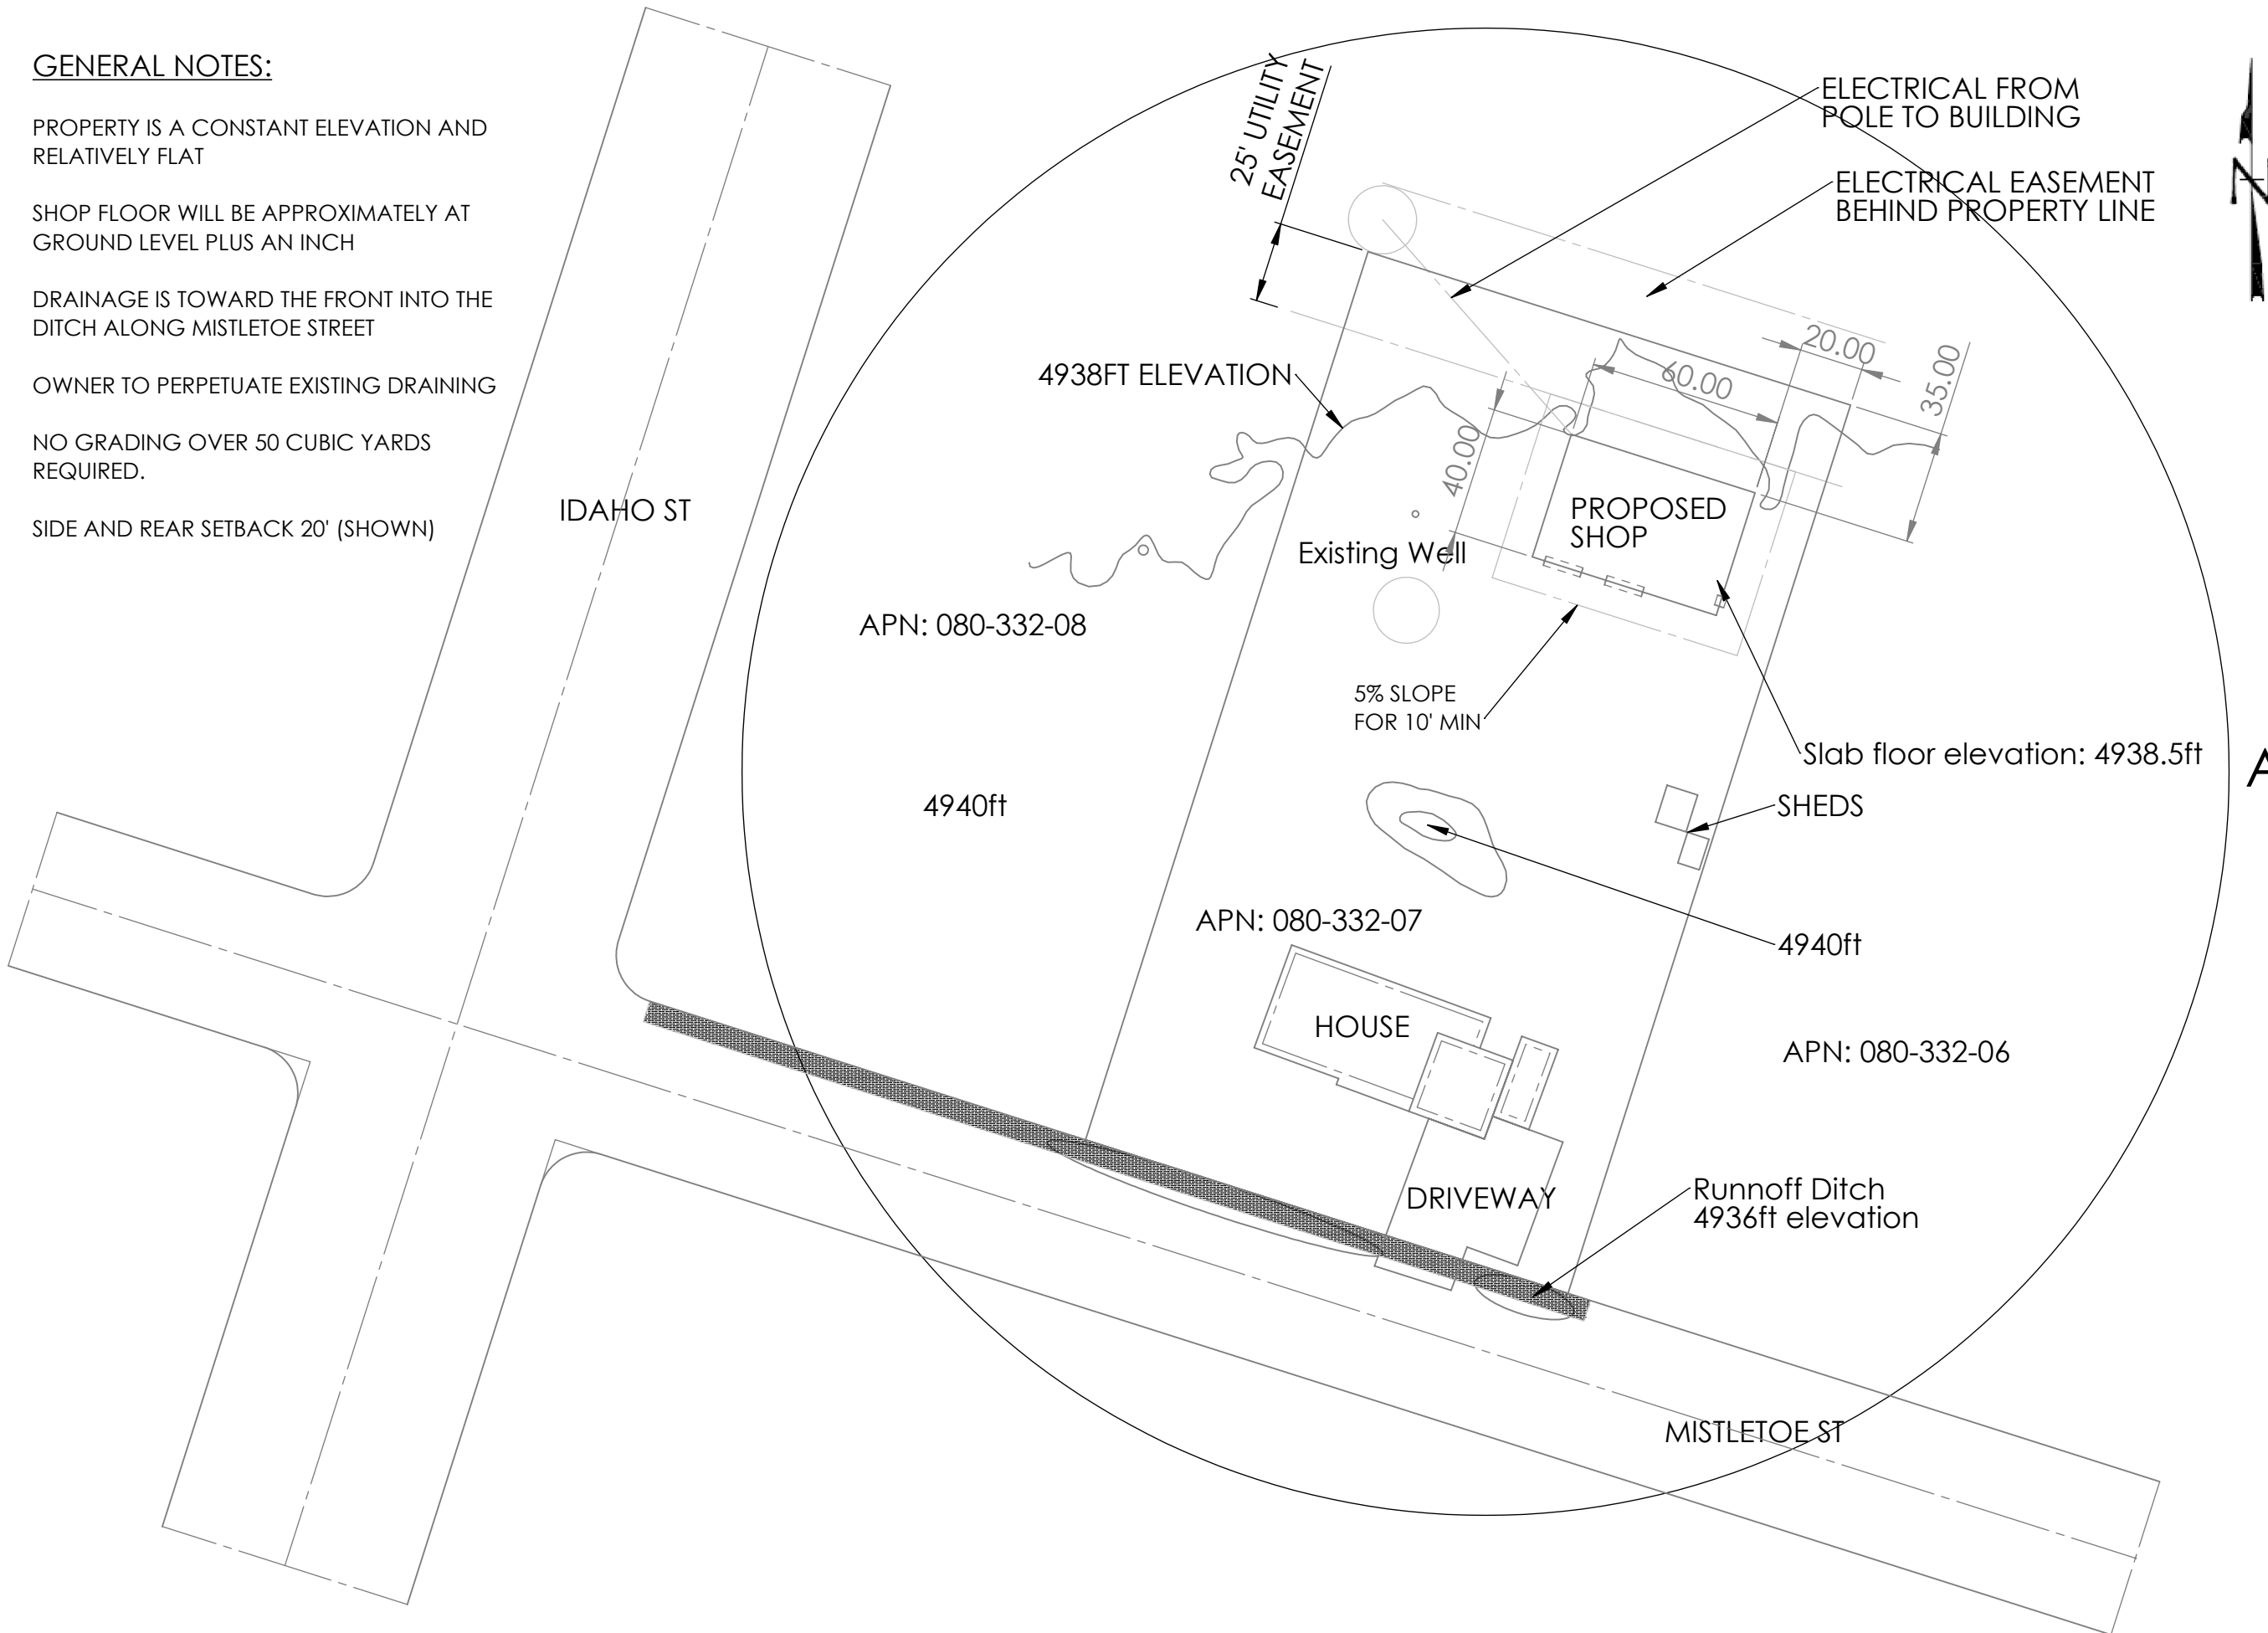 GENERAL NOTES:
PROPERTY IS A CONSTANT ELEVATION AND
RELATIVELY FLAT
SHOP FLOOR WILL BE APPROXIMATELY AT
GROUND LEVEL PLUS AN INCH
DRAINAGE IS TOWARD THE FRONT INTO THE
DITCH ALONG MISTLETOE STREET
OWNER TO PERPETUATE EXISTING DRAINING
NO GRADING OVER 50 CUBIC YARDS
REQUIRED.
SIDE AND REAR SETBACK 20' (SHOWN)
IDAHO ST
25' UTILITY
EASEMENT
ELECTRICAL FROM
POLE TO BUILDING
ELECTRICAL EASEMENT
BEHIND PROPERTY LINE
N
4938FT ELEVATION
20.00
60.00
35.00
40.00
PROPOSED
SHOP
Existing Well
APN: 080-332-08
5% SLOPE
FOR 10' MIN
Slab floor elevation: 4938.5ft
A
4940ft
SHEDS
APN: 080-332-07
4940ft
HOUSE
APN: 080-332-06
DRIVEWAY
Runnoff Ditch
4936ft elevation
MISTLETOE ST